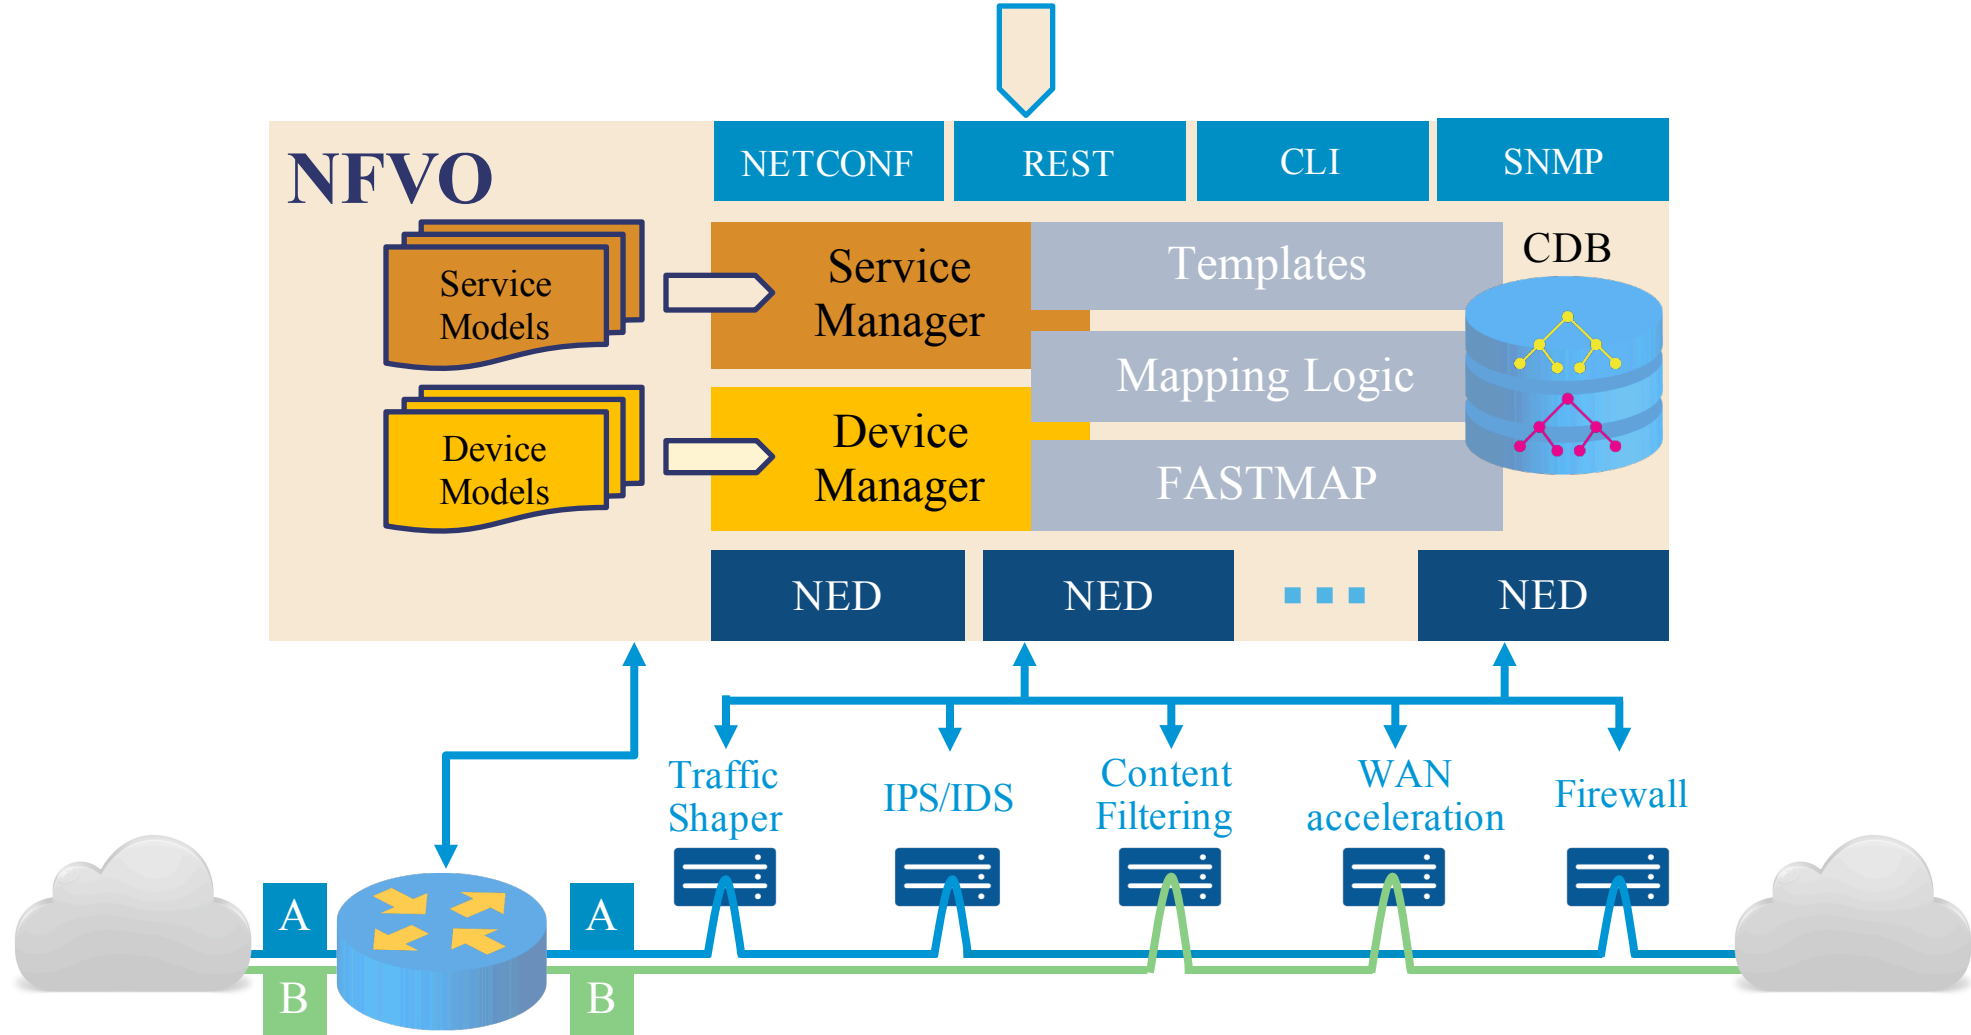 NFVO
NETCONF
REST
CLI
SNMP
Service
Models
Service
Manager
Templates
CDB
Mapping Logic
Device
Models
Device
Manager
FASTMAP
NED
NED
NED
Traffic
Shaper
IPS/IDS
Content
Filtering
WAN
acceleration
Firewall
A
A
B
B